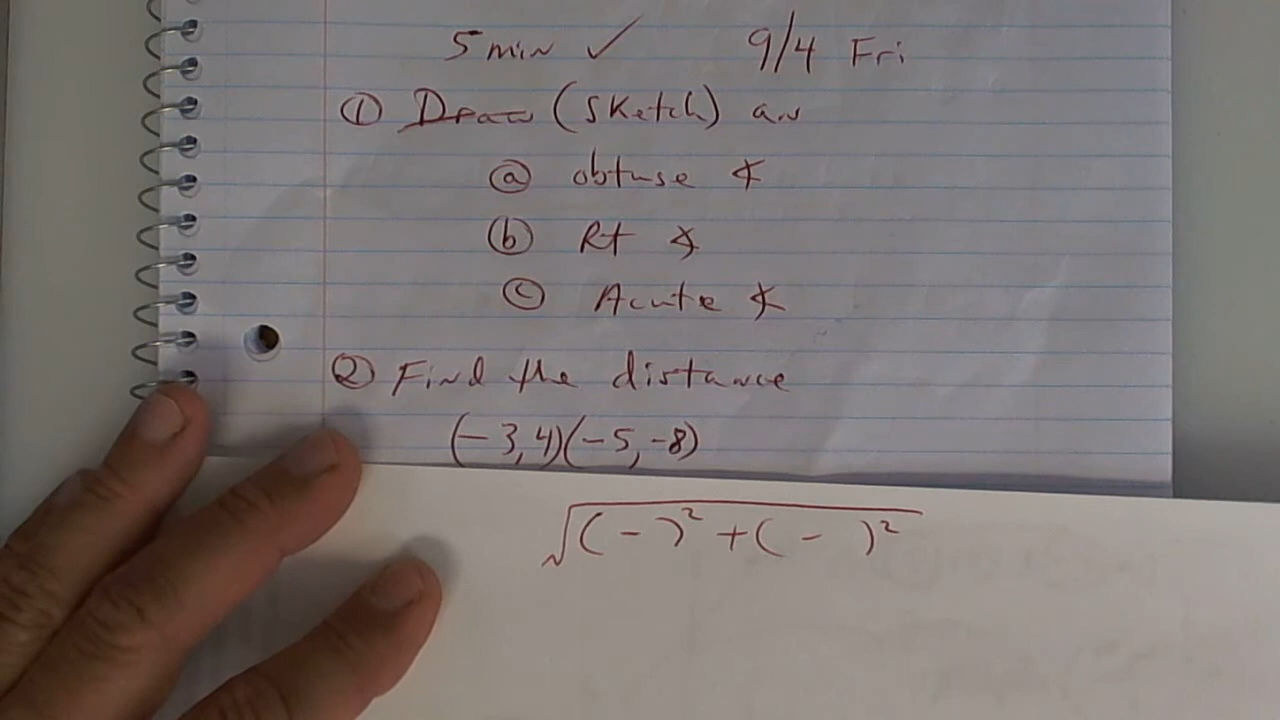 5 min ✓ 9/4 Fri
① Draw (Sketch) an
ⓐ obtuse ∢
ⓑ Rt ∢
ⓒ Acute ∢
② Find the distance
(-3,4)(-5,-8)
√( - )² + ( - )²